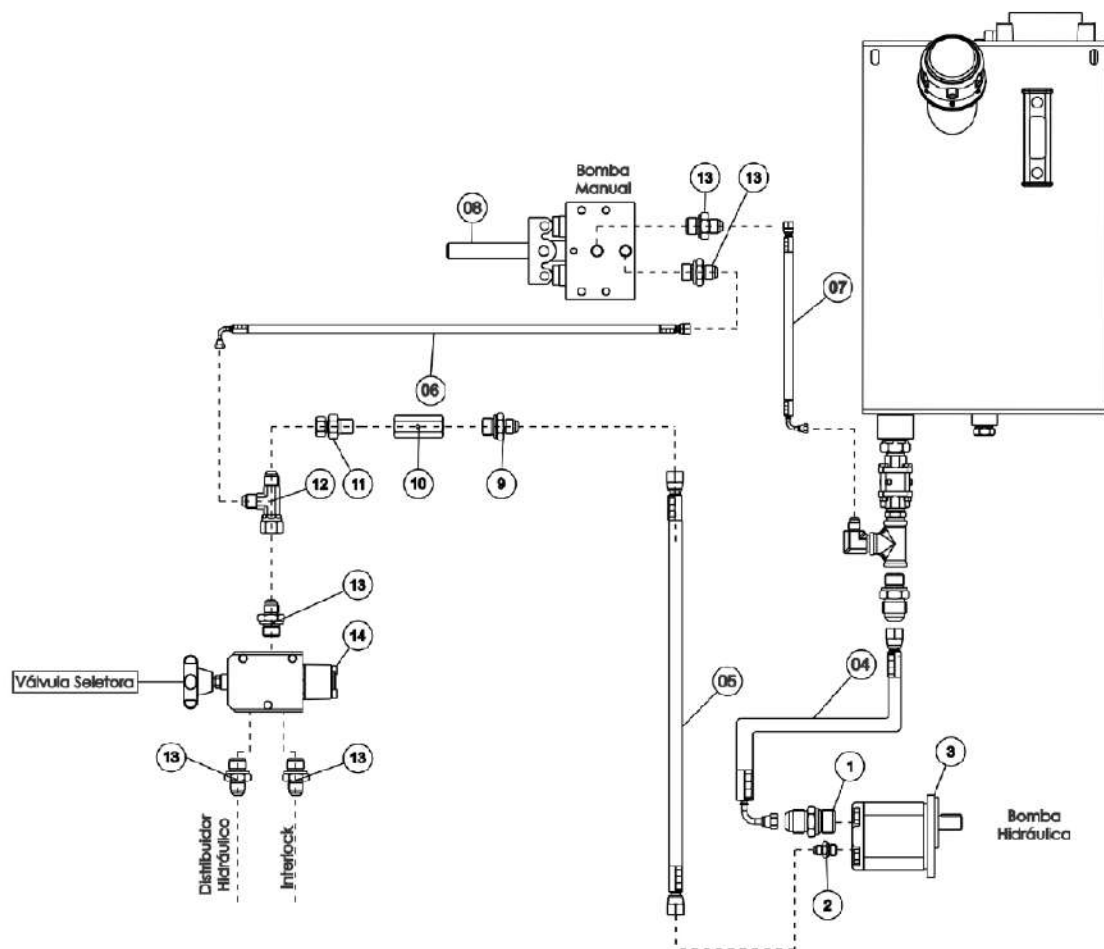 Bomba
Manual
13
13
08
07
06
12
11
10
9
13
14
Válvula Seletora
05
04
13
13
1
3
Bomba
Hidráulica
2
Distribuidor
Hidráulico
Interlock